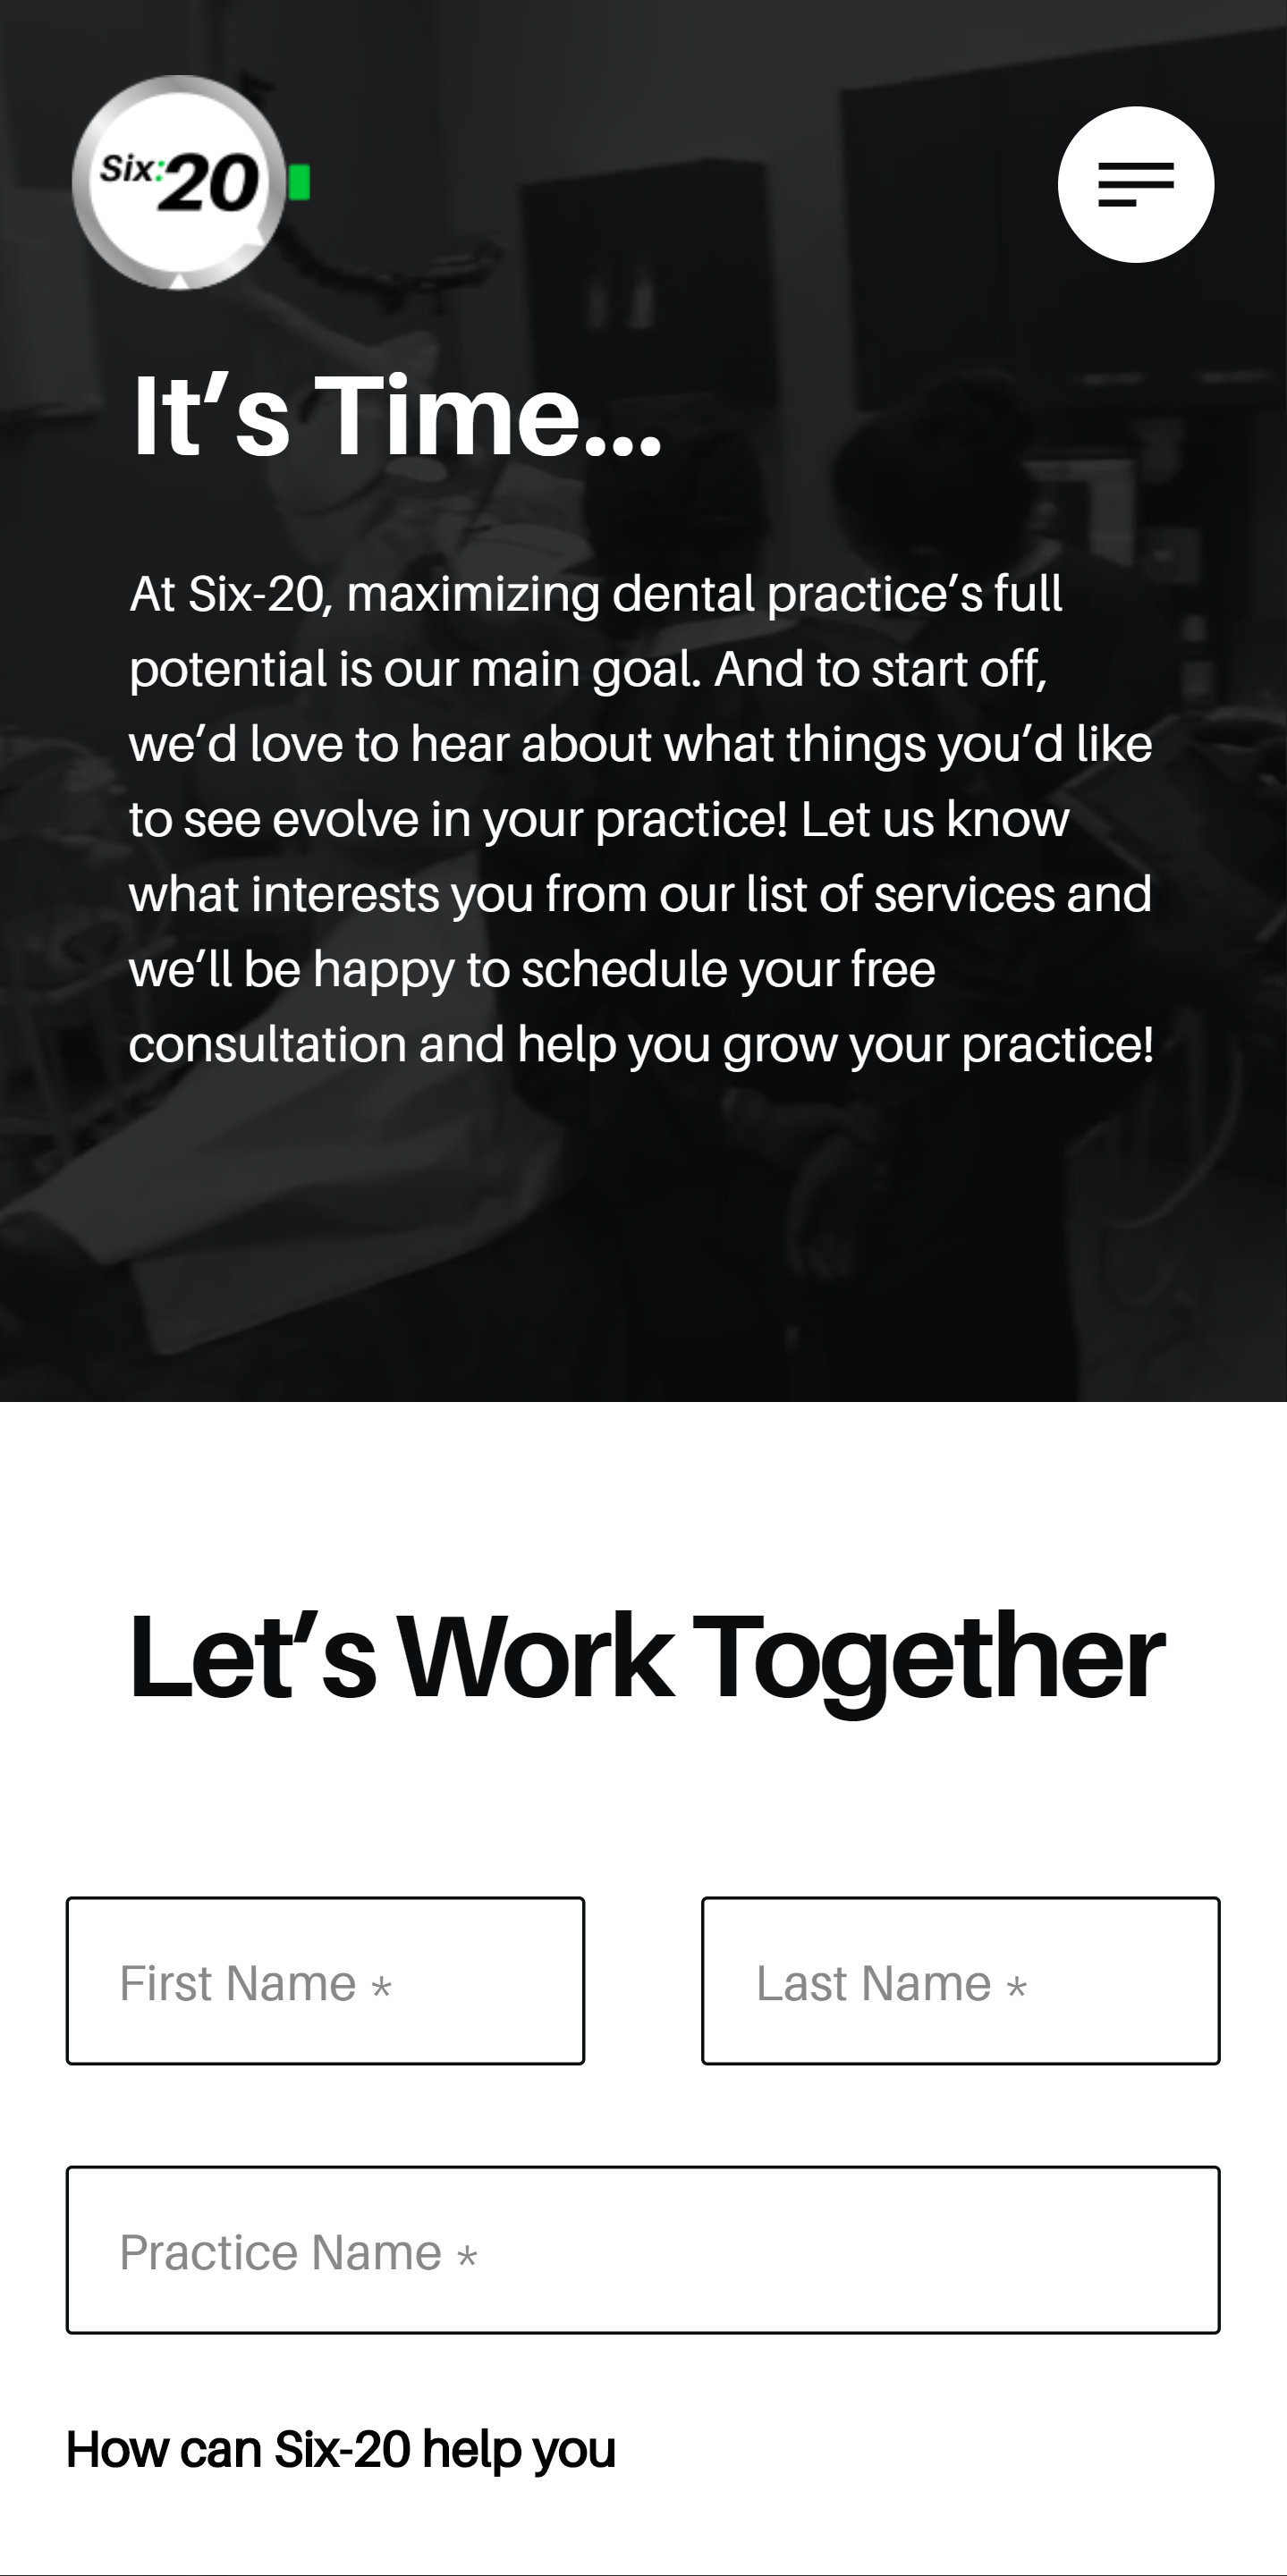 Six:20
It’s Time...
At Six-20, maximizing dental practice’s full
potential is our main goal. And to start off,
we’d love to hear about what things you’d like
to see evolve in your practice! Let us know
what interests you from our list of services and
we’ll be happy to schedule your free
consultation and help you grow your practice!
Let’s Work Together
First Name *
Last Name *
Practice Name *
How can Six-20 help you